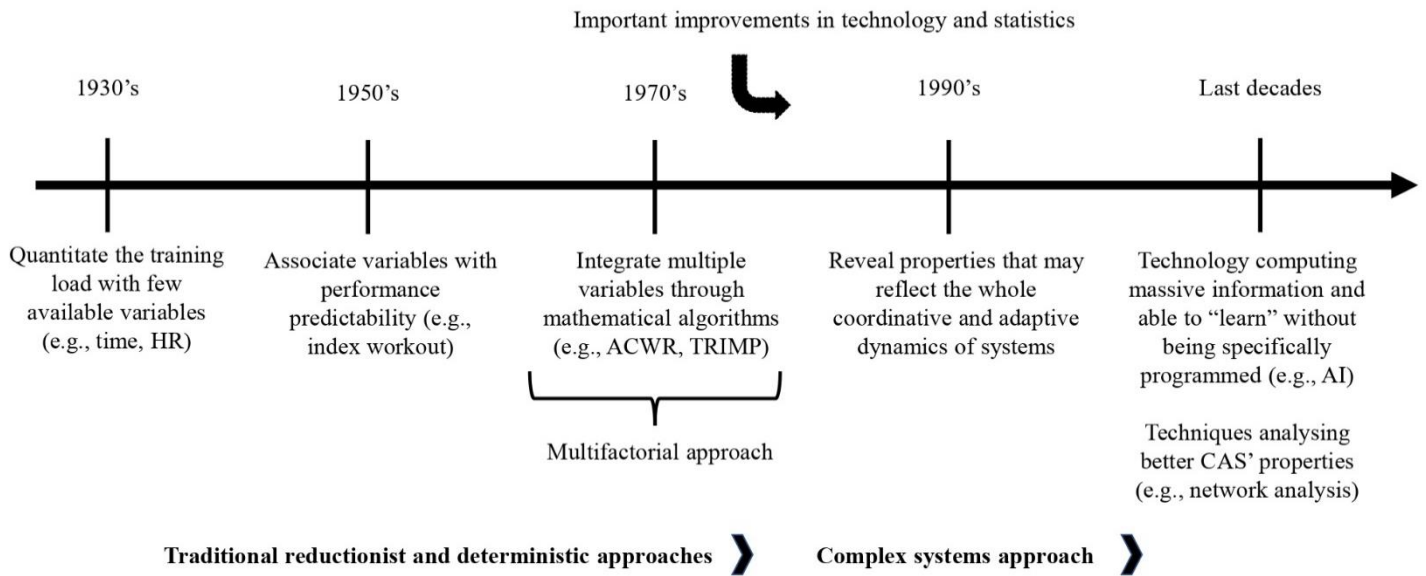 Important improvements in technology and statistics
1930’s
1950’s
1970’s
1990’s
Last decades
Quantitate the training
load with few
available variables
(e.g., time, HR)
Associate variables with
performance
predictability (e.g.,
index workout)
Integrate multiple
variables through
mathematical algorithms
(e.g., ACWR, TRIMP)
Multifactorial approach
Reveal properties that may
reflect the whole
coordinative and adaptive
dynamics of systems
Technology computing
massive information and
able to “learn” without
being specifically
programmed (e.g., AI)
Techniques analysing
better CAS’ properties
(e.g., network analysis)
Traditional reductionist and deterministic approaches
Complex systems approach